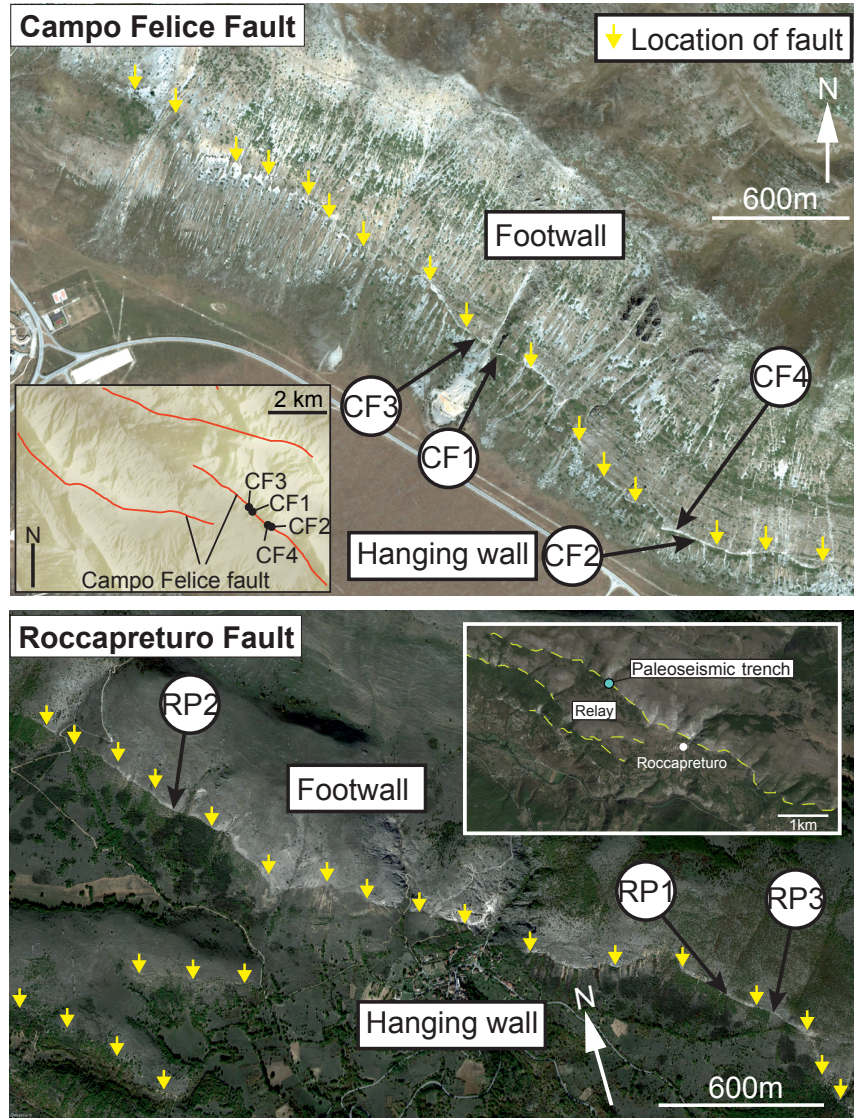 Campo Felice Fault
Location of fault
N
600m
Footwall
CF4
CF3
CF1
2 km
CF3
CF1
CF2
CF4
N
Campo Felice fault
Hanging wall
CF2
Roccapreturo Fault
RP2
Paleoseismic trench
Relay
Roccapreturo
1km
Footwall
RP1
RP3
Hanging wall
N
600m